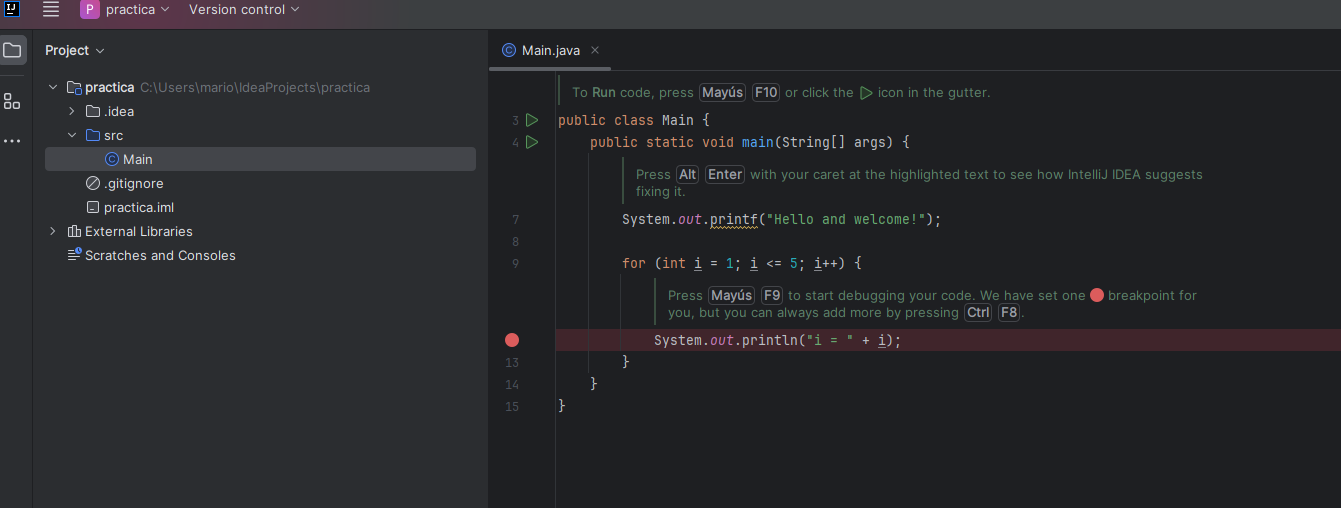 IJ P practica Version control
Project
practica C:\Users\mario\IdeaProjects\practica
.idea
src
C Main
.gitignore
practica.iml
External Libraries
Scratches and Consoles
C Main.java
To Run code, press Mayús F10 or click the icon in the gutter.
3 public class Main {
4 public static void main(String[] args) {
Press Alt Enter with your caret at the highlighted text to see how IntelliJ IDEA suggests
fixing it.
7 System.out.printf("Hello and welcome!");
8
9 for (int i = 1; i <= 5; i++) {
Press Mayús F9 to start debugging your code. We have set one breakpoint for
you, but you can always add more by pressing Ctrl F8.
System.out.println("i = " + i);
13 }
14 }
15 }